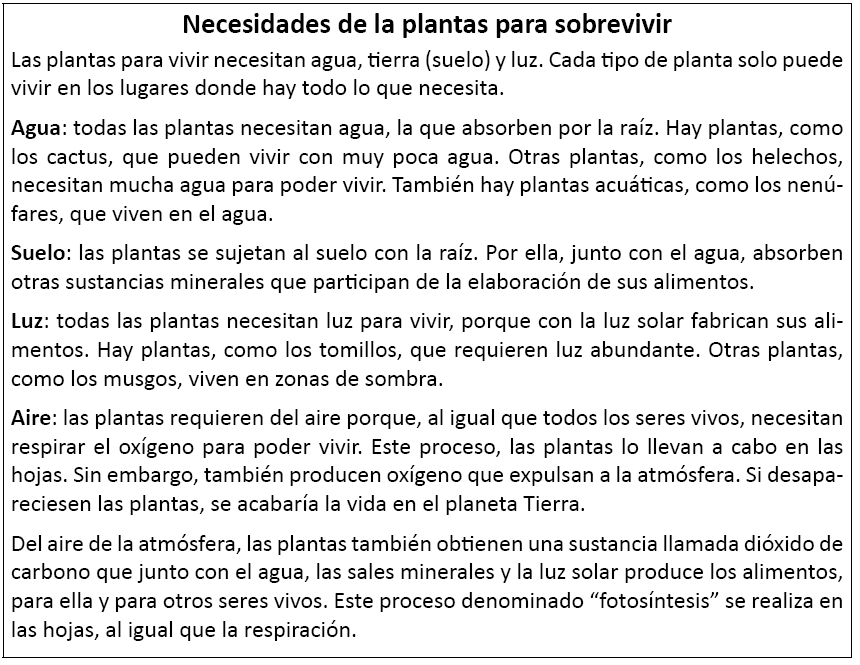 Necesidades de la plantas para sobrevivir
Las plantas para vivir necesitan agua, tierra (suelo) y luz. Cada tipo de planta solo puede
vivir en los lugares donde hay todo lo que necesita.
Agua: todas las plantas necesitan agua, la que absorben por la raíz. Hay plantas, como
los cactus, que pueden vivir con muy poca agua. Otras plantas, como los helechos,
necesitan mucha agua para poder vivir. También hay plantas acuáticas, como los nenú-
fares, que viven en el agua.
Suelo: las plantas se sujetan al suelo con la raíz. Por ella, junto con el agua, absorben
otras sustancias minerales que participan de la elaboración de sus alimentos.
Luz: todas las plantas necesitan luz para vivir, porque con la luz solar fabrican sus ali-
mentos. Hay plantas, como los tomillos, que requieren luz abundante. Otras plantas,
como los musgos, viven en zonas de sombra.
Aire: las plantas requieren del aire porque, al igual que todos los seres vivos, necesitan
respirar el oxígeno para poder vivir. Este proceso, las plantas lo llevan a cabo en las
hojas. Sin embargo, también producen oxígeno que expulsan a la atmósfera. Si desapa-
reciesen las plantas, se acabaría la vida en el planeta Tierra.
Del aire de la atmósfera, las plantas también obtienen una sustancia llamada dióxido de
carbono que junto con el agua, las sales minerales y la luz solar produce los alimentos,
para ella y para otros seres vivos. Este proceso denominado “fotosíntesis” se realiza en
las hojas, al igual que la respiración.